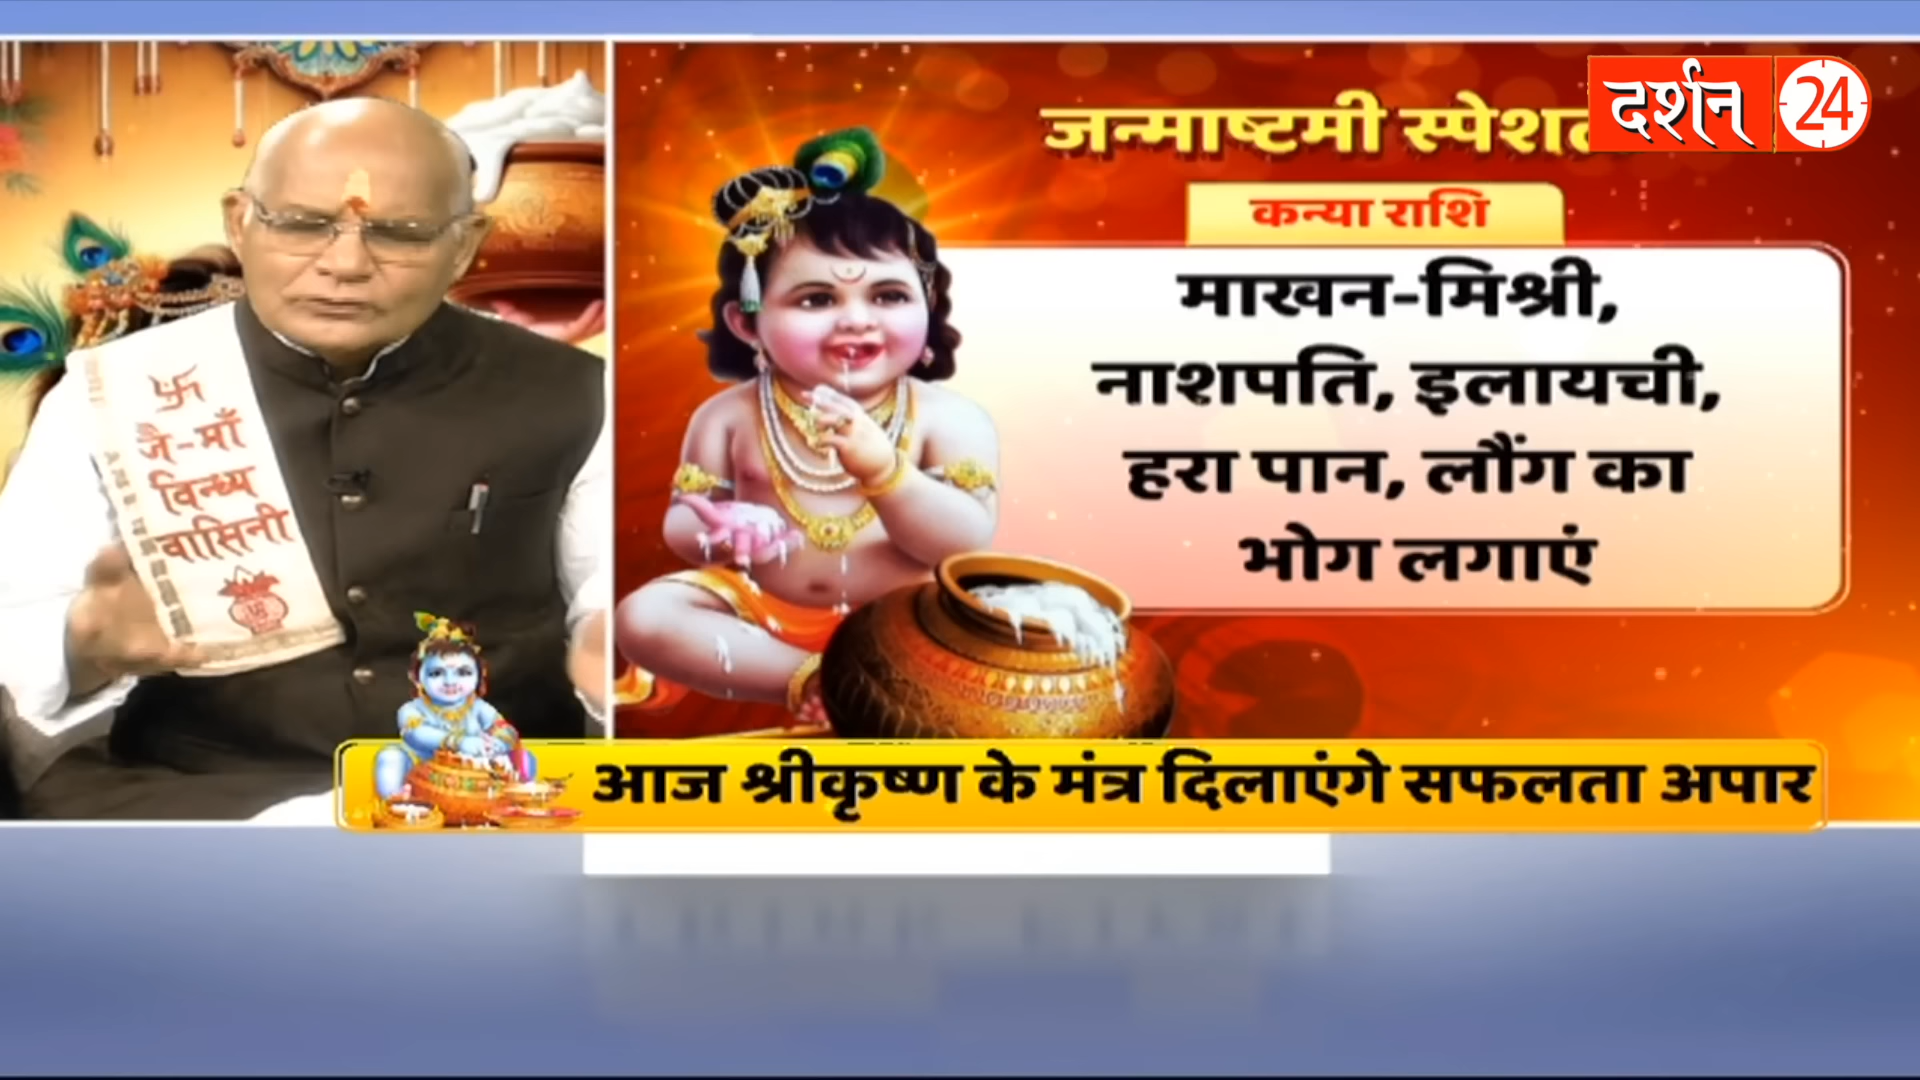 दर्शन 24
जन्माष्टमी स्पेशल
कन्या राशि
माखन-मिश्री,
नाशपति, इलायची,
हरा पान, लौंग का
भोग लगाएं
जै-माँ
विन्ध्य
वासिनी
आज श्रीकृष्ण के मंत्र दिलाएंगे सफलता अपार